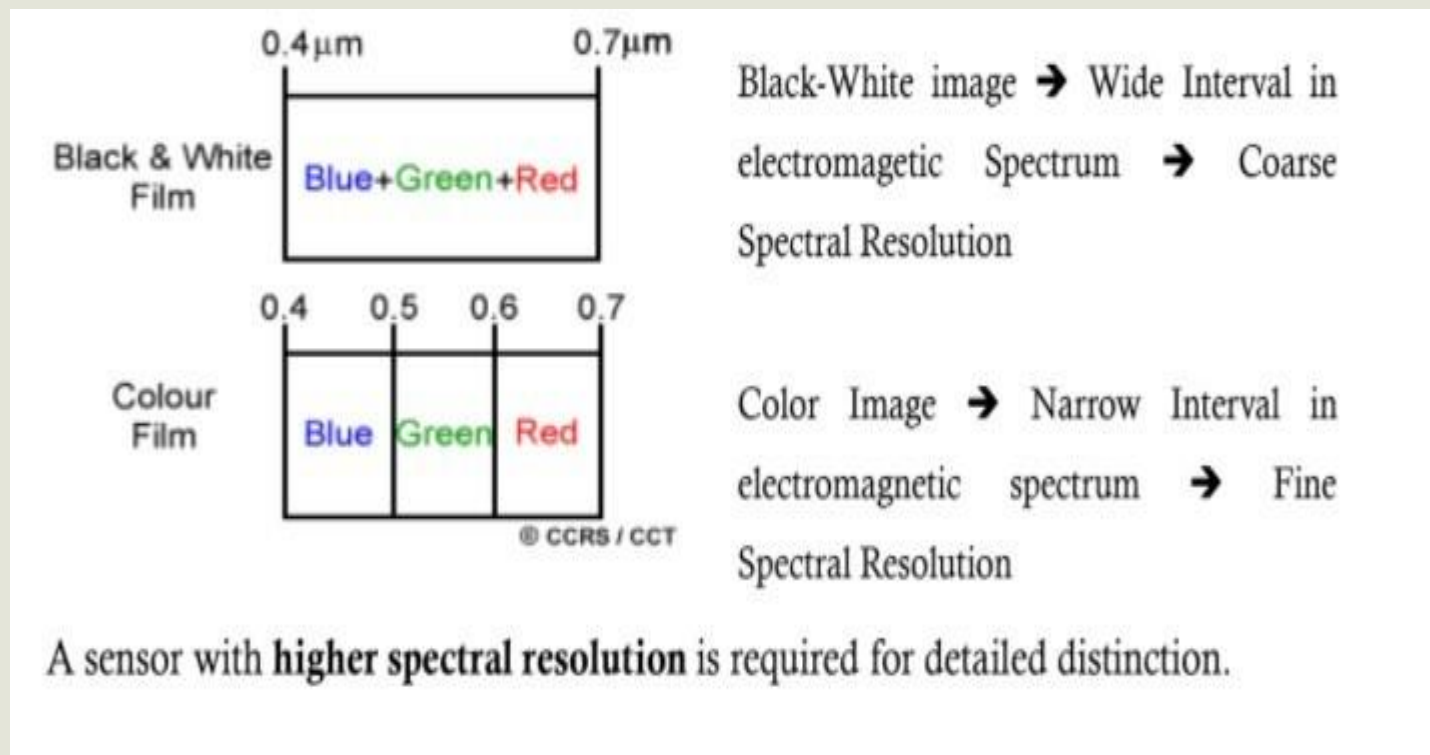 0.4μm 0.7μm
Black & White
Film
Blue+Green+Red
Black-White image ➔ Wide Interval in
electromagetic Spectrum ➔ Coarse
Spectral Resolution
0.4 0.5 0.6 0.7
Colour
Film
Blue Green Red
© CCRS / CCT
Color Image ➔ Narrow Interval in
electromagnetic spectrum ➔ Fine
Spectral Resolution
A sensor with higher spectral resolution is required for detailed distinction.